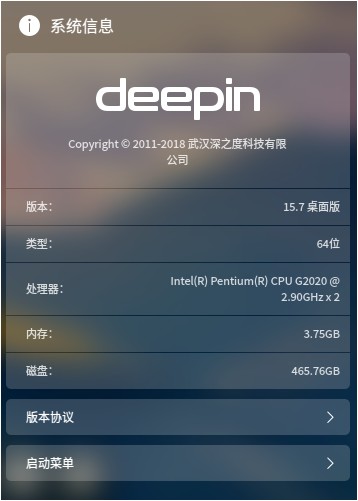 系统信息
deepin
Copyright © 2011-2018 武汉深之度科技有限
公司
版本： 15.7 桌面版
类型： 64位
处理器： Intel(R) Pentium(R) CPU G2020 @
2.90GHz x 2
内存： 3.75GB
磁盘： 465.76GB
版本协议
启动菜单